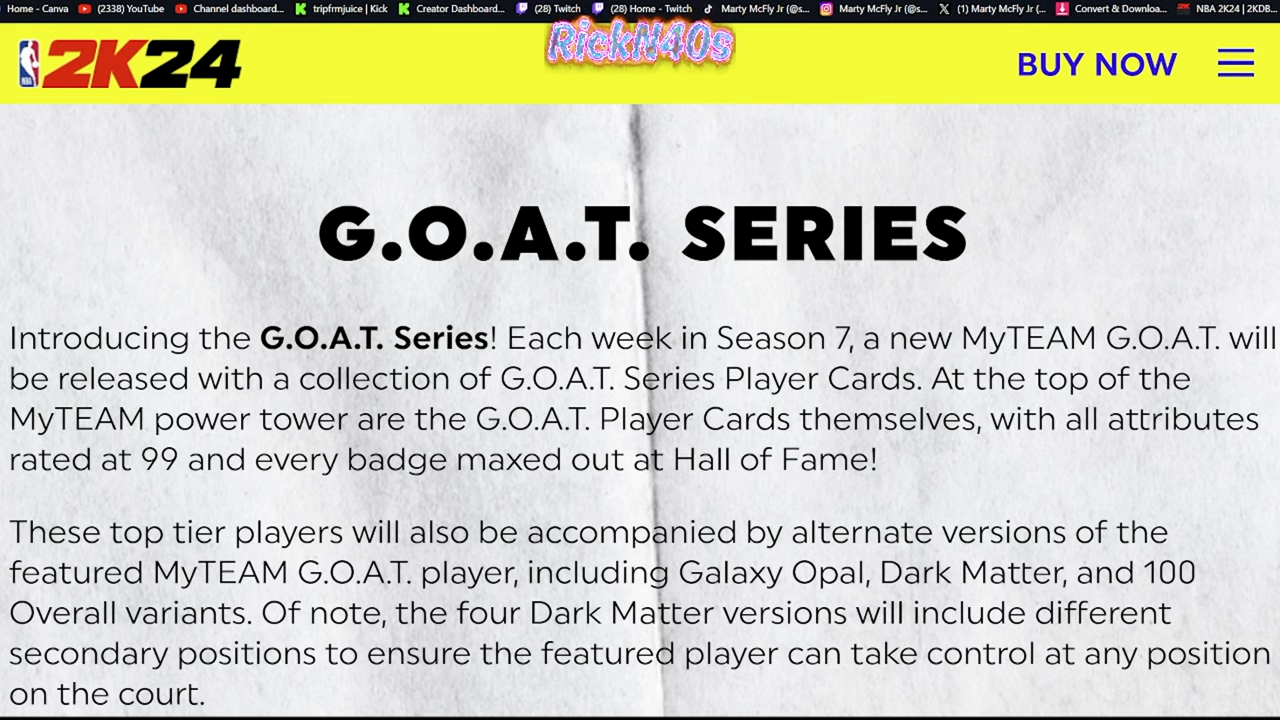 Home - Canva (2338) YouTube Channel dashboard... tripfrmjuice | Kick Creator Dashboard... (28) Twitch (28) Home - Twitch Marty McFly Jr (@s... Marty McFly Jr (@s... (1) Marty McFly Jr (... Convert & Downloa... NBA 2K24 | 2KDB...
RickN40s
NBA 2K24 BUY NOW
G.O.A.T. SERIES
Introducing the G.O.A.T. Series! Each week in Season 7, a new MyTEAM G.O.A.T. will
be released with a collection of G.O.A.T. Series Player Cards. At the top of the
MyTEAM power tower are the G.O.A.T. Player Cards themselves, with all attributes
rated at 99 and every badge maxed out at Hall of Fame!
These top tier players will also be accompanied by alternate versions of the
featured MyTEAM G.O.A.T. player, including Galaxy Opal, Dark Matter, and 100
Overall variants. Of note, the four Dark Matter versions will include different
secondary positions to ensure the featured player can take control at any position
on the court.